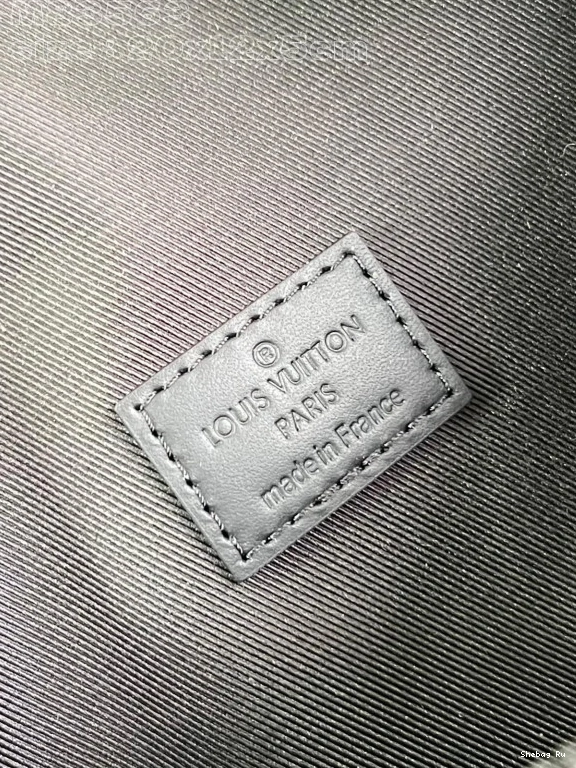 ®
LOUIS VUITTON
PARIS
made in France
Shebag Ru